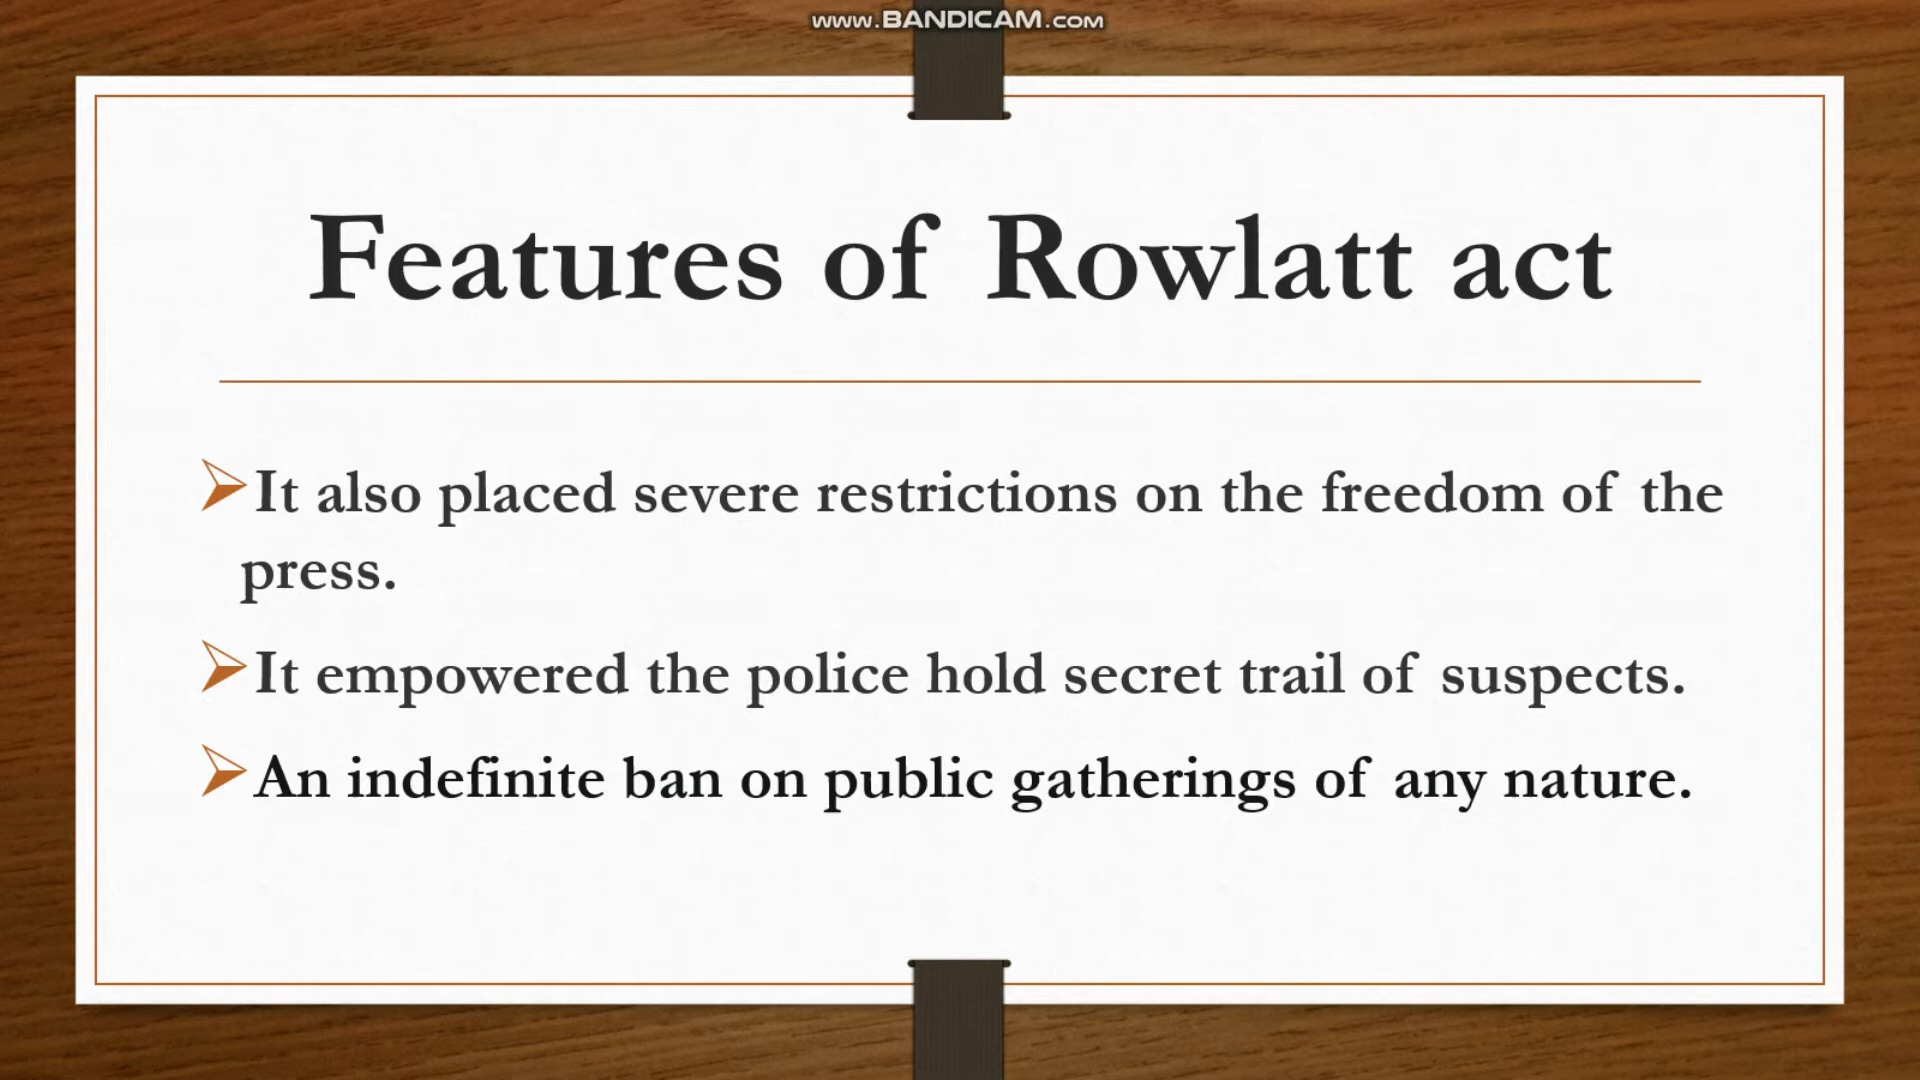 www.BANDICAM.com
Features of Rowlatt act
It also placed severe restrictions on the freedom of the
press.
It empowered the police hold secret trail of suspects.
An indefinite ban on public gatherings of any nature.